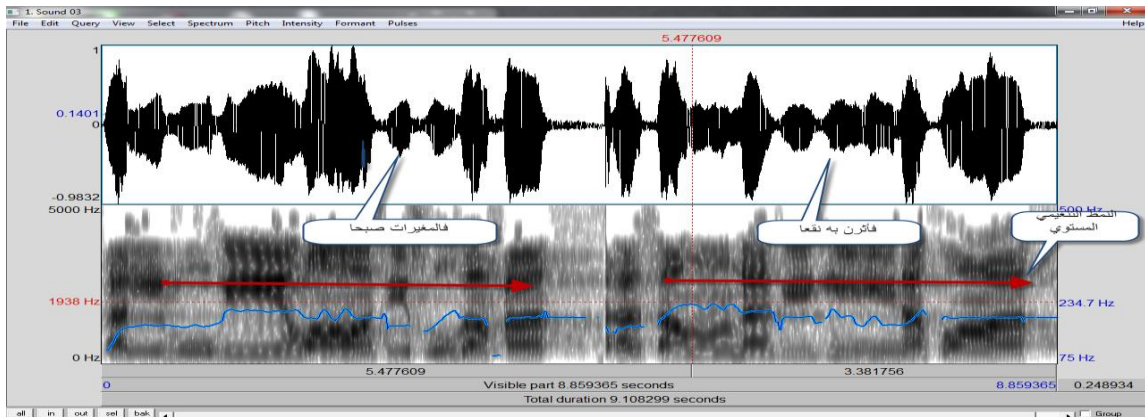 1. Sound 03
File Edit Query View Select Spectrum Pitch Intensity Formant Pulses Help
5.477609
1
0.1401
0
-0.9832
5000 Hz
500 Hz
فالمغيرات صبحا
فأثرن به نقعا
النمط التنغيمي
المستوي
1938 Hz
234.7 Hz
0 Hz
75 Hz
5.477609 3.381756
0 Visible part 8.859365 seconds 8.859365 0.248934
Total duration 9.108299 seconds
all in out sel bak Group